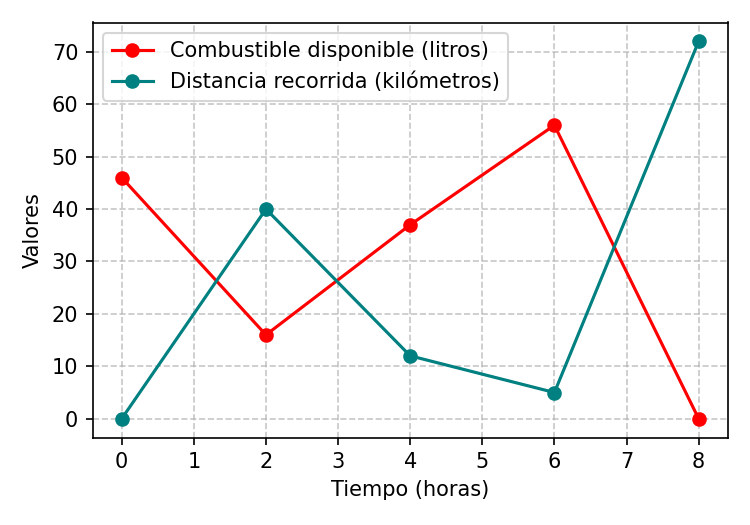 Combustible disponible (litros)
Distancia recorrida (kilómetros)
Valores
70
60
50
40
30
20
10
0
0 1 2 3 4 5 6 7 8
Tiempo (horas)